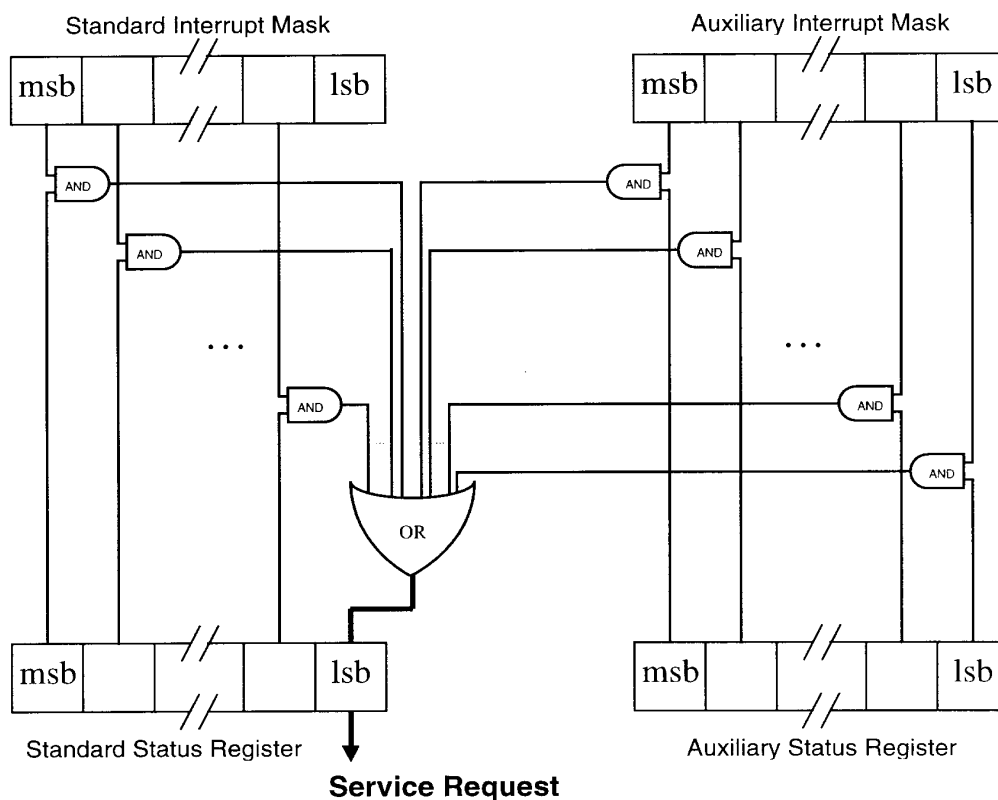 Standard Interrupt Mask
Auxiliary Interrupt Mask
msb lsb
msb lsb
AND
AND
AND
AND
. . .
. . .
AND
AND
AND
OR
msb lsb
msb lsb
Standard Status Register
Auxiliary Status Register
Service Request